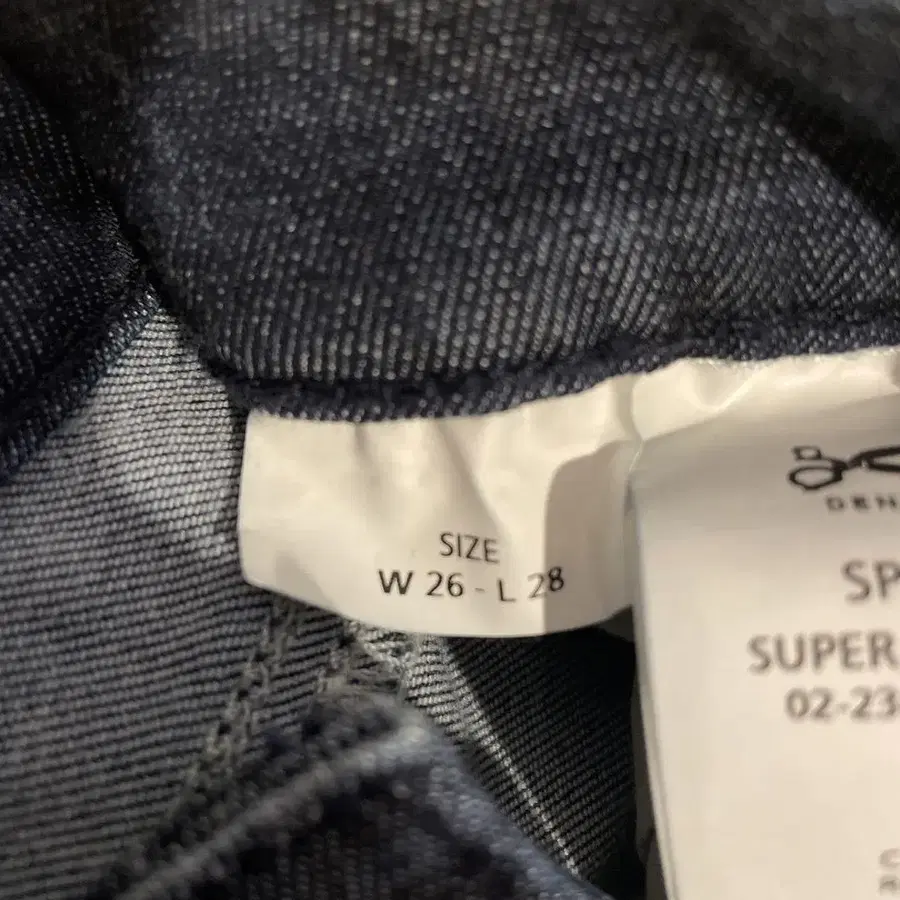 SIZE
W 26 - L 28
DEN
SP
SUPER
02-23